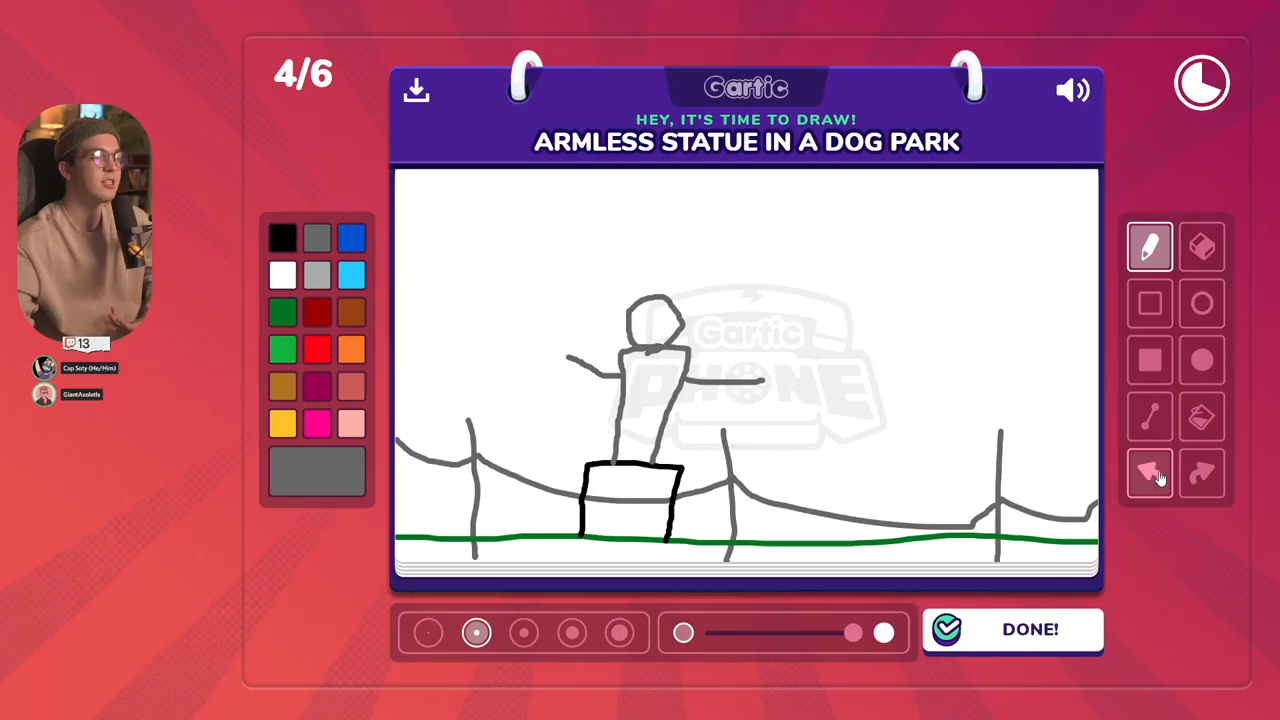 4/6
Gartic
HEY, IT'S TIME TO DRAW!
ARMLESS STATUE IN A DOG PARK
13
Cap Soty (He/Him)
GiantAxolotls
Gartic
PHONE
DONE!